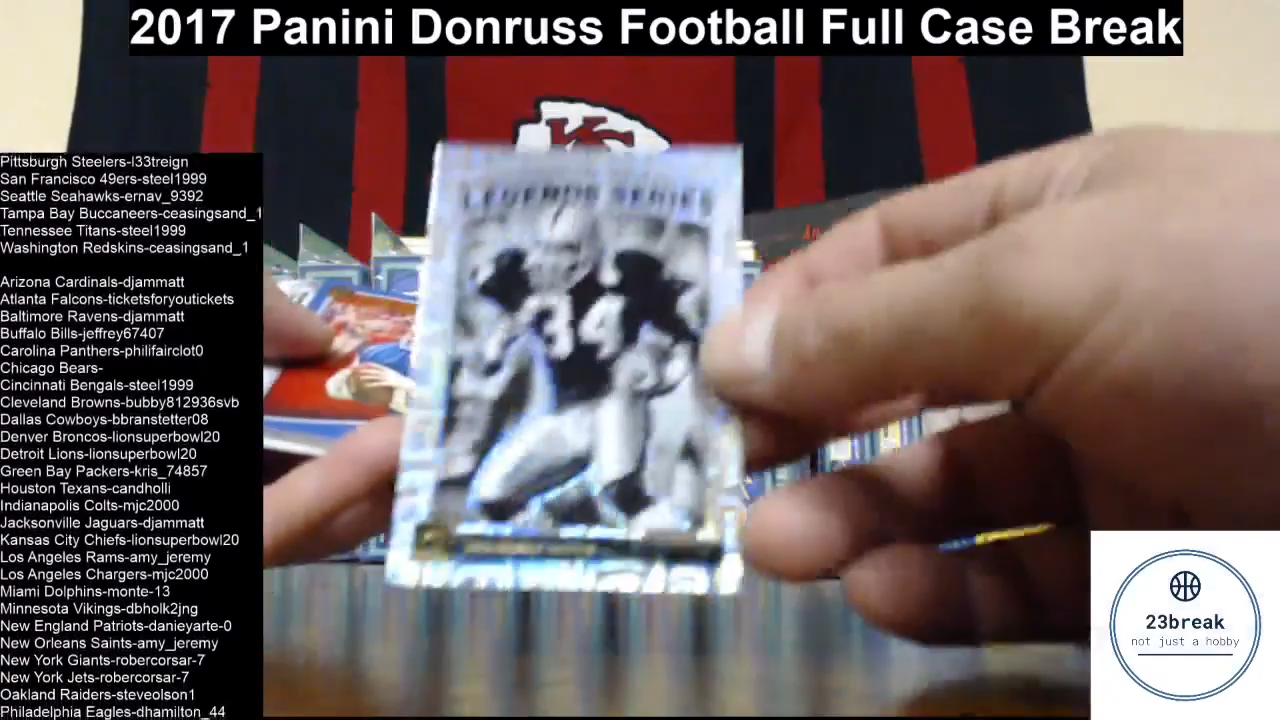 2017 Panini Donruss Football Full Case Break
Pittsburgh Steelers-l33treign
San Francisco 49ers-steel1999
Seattle Seahawks-ernav_9392
Tampa Bay Buccaneers-ceasingsand_1
Tennessee Titans-steel1999
Washington Redskins-ceasingsand_1
Arizona Cardinals-djammatt
Atlanta Falcons-ticketsforyoutickets
Baltimore Ravens-djammatt
Buffalo Bills-jeffrey67407
Carolina Panthers-philifairclot0
Chicago Bears-
Cincinnati Bengals-steel1999
Cleveland Browns-bubby812936svb
Dallas Cowboys-bbranstetter08
Denver Broncos-lionsuperbowl20
Detroit Lions-lionsuperbowl20
Green Bay Packers-kris_74857
Houston Texans-candholli
Indianapolis Colts-mjc2000
Jacksonville Jaguars-djammatt
Kansas City Chiefs-lionsuperbowl20
Los Angeles Rams-amy_jeremy
Los Angeles Chargers-mjc2000
Miami Dolphins-monte-13
Minnesota Vikings-dbholk2jng
New England Patriots-danieyarte-0
New Orleans Saints-amy_jeremy
New York Giants-robercorsar-7
New York Jets-robercorsar-7
Oakland Raiders-steveolson1
Philadelphia Eagles-dhamilton_44
KC
LEGENDS SERIES
34
23break
not just a hobby